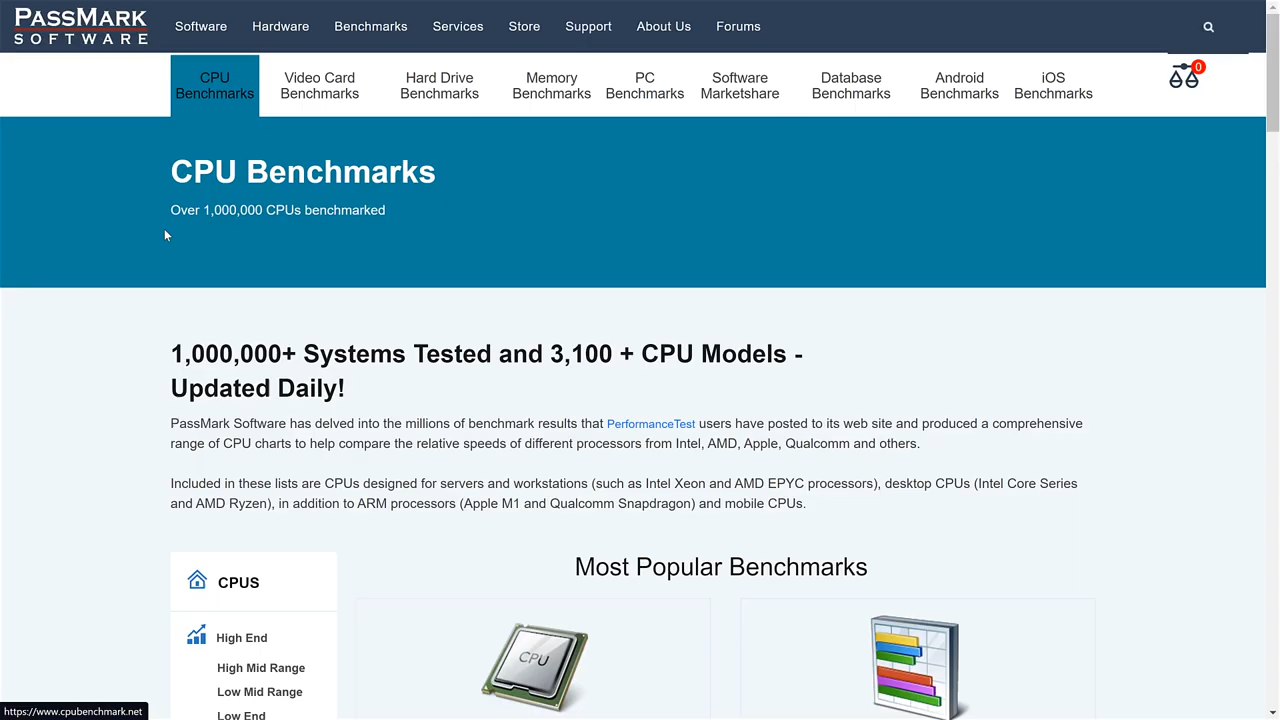 PASSMARK
SOFTWARE
Software Hardware Benchmarks Services Store Support About Us Forums
CPU Benchmarks
Video Card Benchmarks
Hard Drive Benchmarks
Memory Benchmarks
PC Benchmarks
Software Marketshare
Database Benchmarks
Android Benchmarks
iOS Benchmarks
0
CPU Benchmarks
Over 1,000,000 CPUs benchmarked
1,000,000+ Systems Tested and 3,100 + CPU Models -
Updated Daily!
PassMark Software has delved into the millions of benchmark results that PerformanceTest users have posted to its web site and produced a comprehensive
range of CPU charts to help compare the relative speeds of different processors from Intel, AMD, Apple, Qualcomm and others.
Included in these lists are CPUs designed for servers and workstations (such as Intel Xeon and AMD EPYC processors), desktop CPUs (Intel Core Series
and AMD Ryzen), in addition to ARM processors (Apple M1 and Qualcomm Snapdragon) and mobile CPUs.
CPUS
High End
High Mid Range
Low Mid Range
Low End
Most Popular Benchmarks
CPU
https://www.cpubenchmark.net